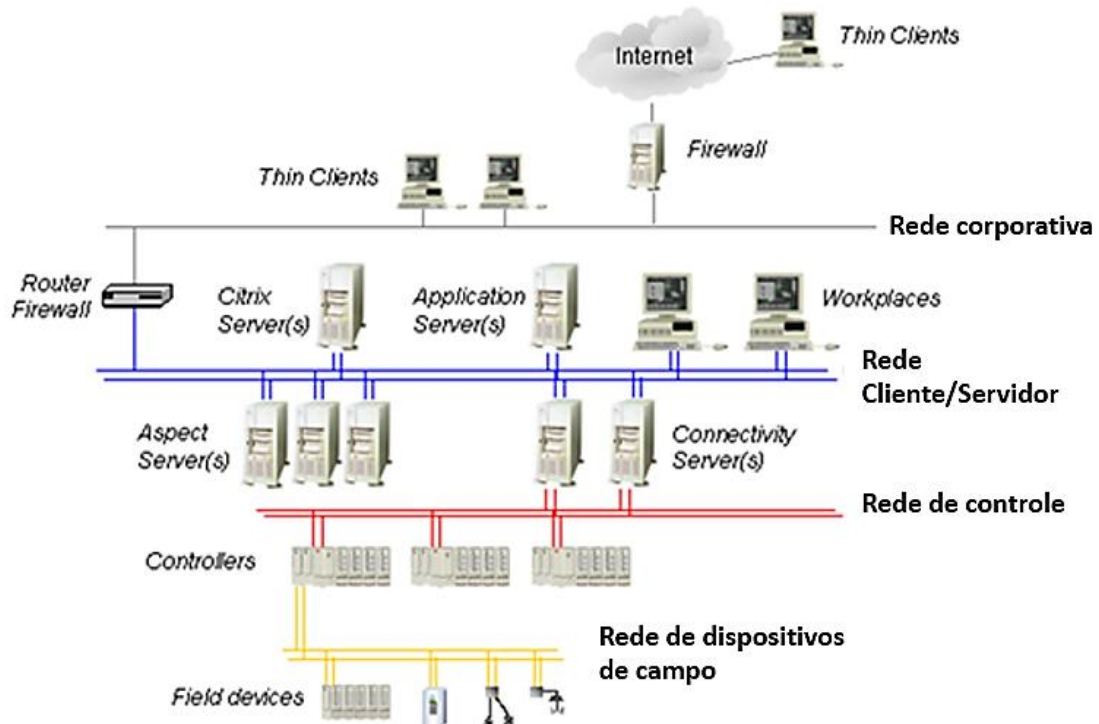 Internet
Thin Clients
Firewall
Thin Clients
Rede corporativa
Router
Firewall
Citrix
Server(s)
Application
Server(s)
Workplaces
Rede
Cliente/Servidor
Aspect
Server(s)
Connectivity
Server(s)
Rede de controle
Controllers
Rede de dispositivos
de campo
Field devices